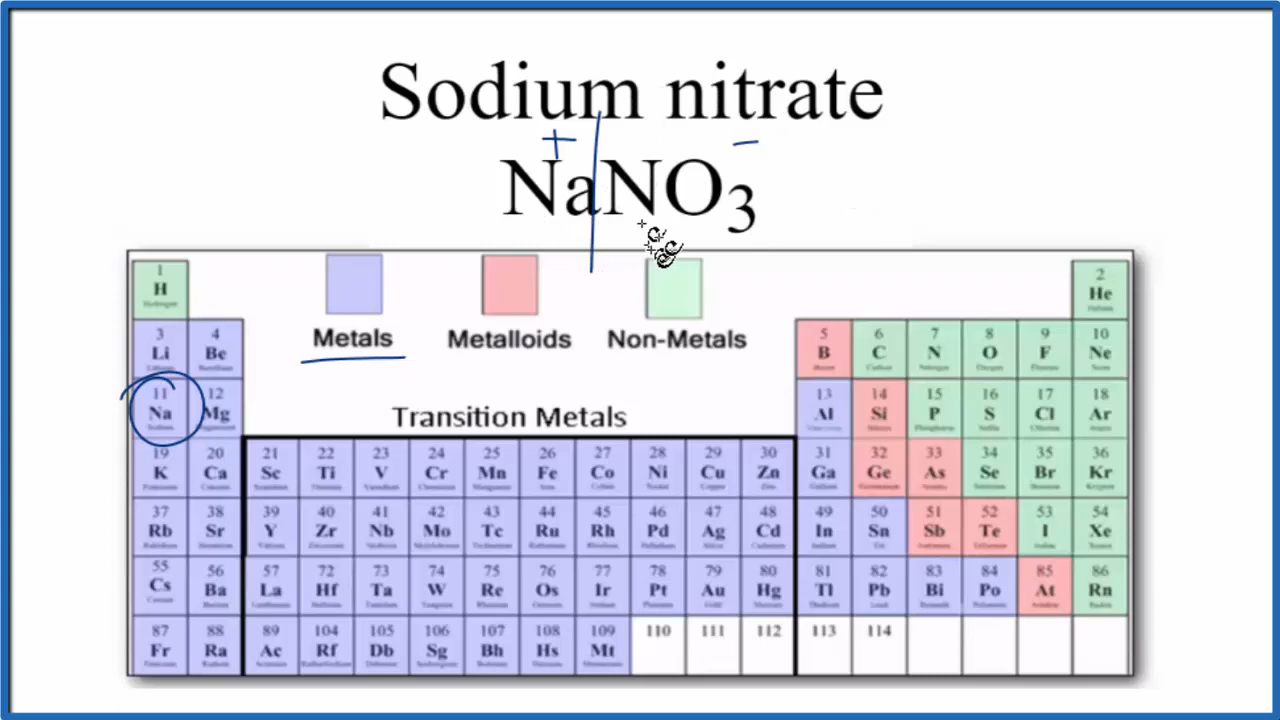 Sodium nitrate
+ −
NaNO3
1 2
H He
Hydrogen
3 4 Metals Metalloids Non-Metals 5 6 7 8 9 10
Li Be B C N O F Ne
11 12 13 14 15 16 17 18
Na Mg Transition Metals Al Si P S Cl Ar
19 20 21 22 23 24 25 26 27 28 29 30 31 32 33 34 35 36
K Ca Sc Ti V Cr Mn Fe Co Ni Cu Zn Ga Ge As Se Br Kr
37 38 39 40 41 42 43 44 45 46 47 48 49 50 51 52 53 54
Rb Sr Y Zr Nb Mo Tc Ru Rh Pd Ag Cd In Sn Sb Te I Xe
55 56 57 72 73 74 75 76 77 78 79 80 81 82 83 84 85 86
Cs Ba La Hf Ta W Re Os Ir Pt Au Hg Tl Pb Bi Po At Rn
87 88 89 104 105 106 107 108 109 110 111 112 113 114
Fr Ra Ac Rf Db Sg Bh Hs Mt